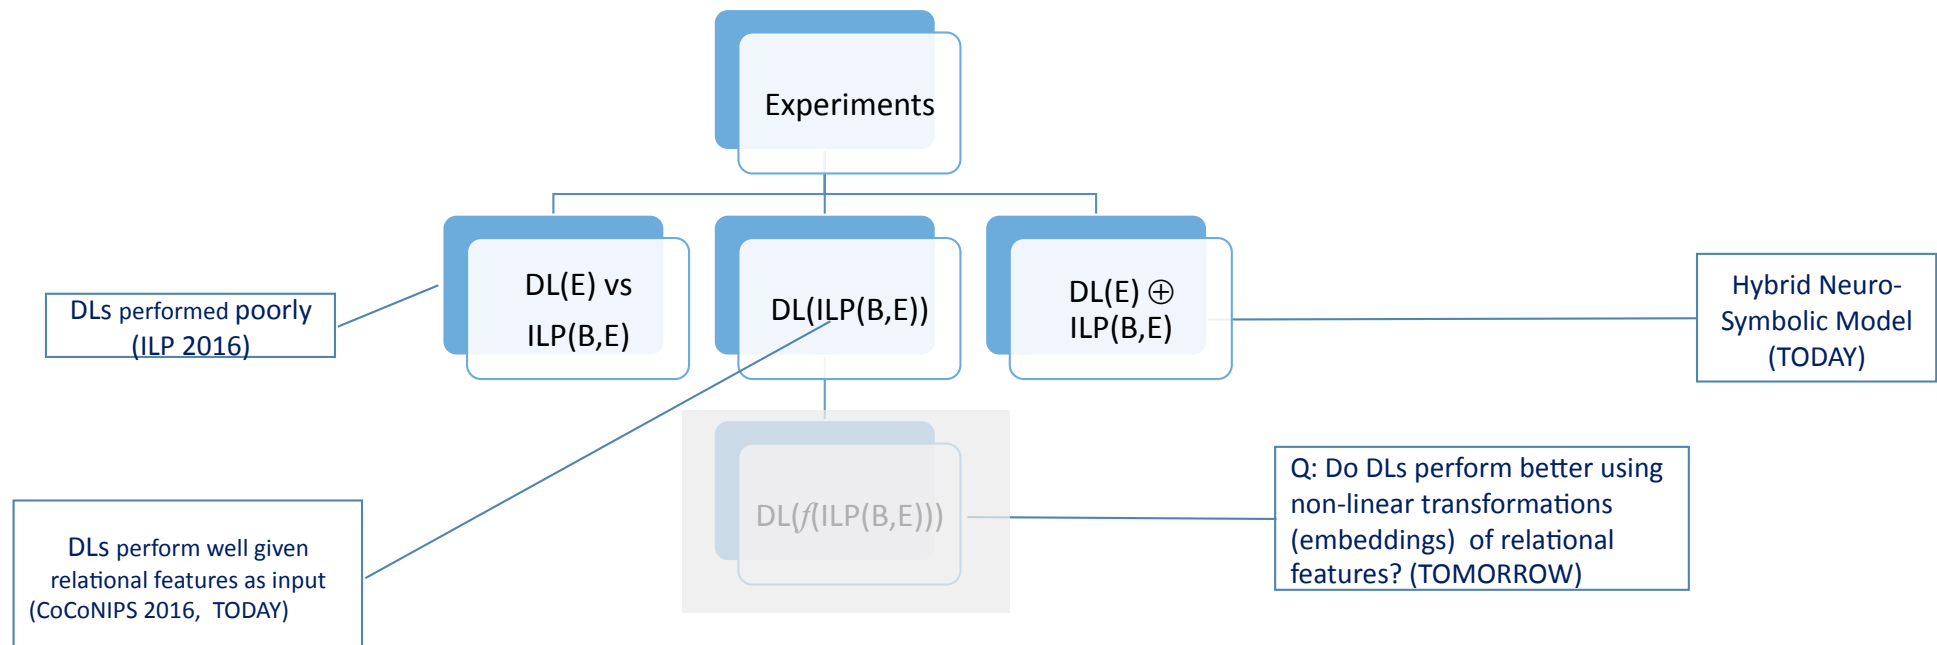 Experiments
DL(E) vs
ILP(B,E)
DL(ILP(B,E))
DL(E) ⊕
ILP(B,E)
DLs performed poorly
(ILP 2016)
Hybrid Neuro-
Symbolic Model
(TODAY)
DL(f(ILP(B,E)))
Q: Do DLs perform better using
non-linear transformations
(embeddings) of relational
features? (TOMORROW)
DLs perform well given
relational features as input
(CoCoNIPS 2016, TODAY)